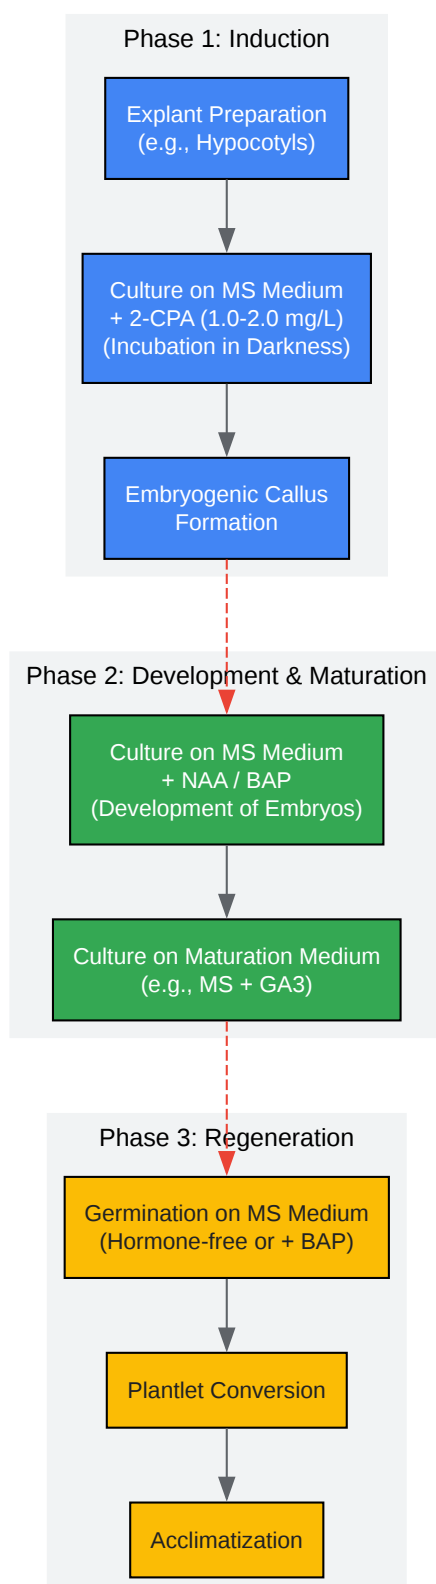 Phase 1: Induction
Explant Preparation
(e.g., Hypocotyls)
Culture on MS Medium
+ 2-CPA (1.0-2.0 mg/L)
(Incubation in Darkness)
Embryogenic Callus
Formation
Phase 2: Development & Maturation
Culture on MS Medium
+ NAA / BAP
(Development of Embryos)
Culture on Maturation Medium
(e.g., MS + GA3)
Phase 3: Regeneration
Germination on MS Medium
(Hormone-free or + BAP)
Plantlet Conversion
Acclimatization